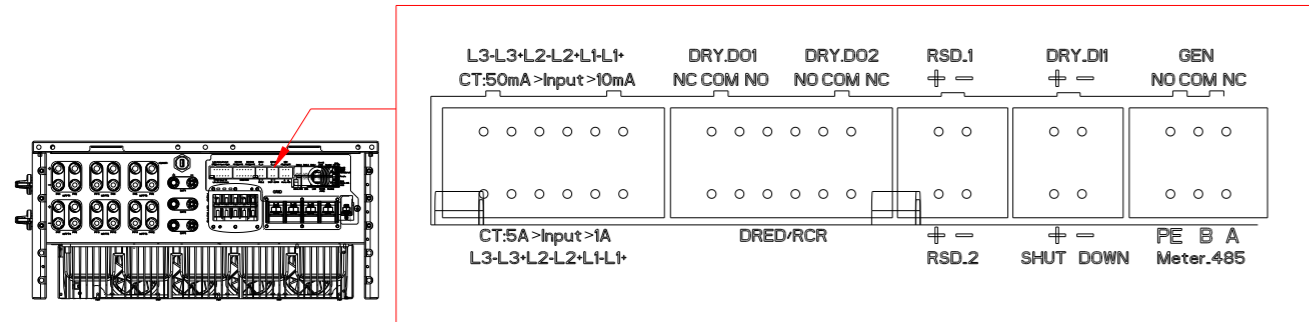 L3-L3+L2-L2+L1-L1+ DRY.DO1 DRY.DO2 RSD.1 DRY.DI1 GEN
CT:50mA>Input>10mA NC COM NO NO COM NC + - + - NO COM NC
CT:5A>Input>1A DRED/RCR + - + - PE B A
L3-L3+L2-L2+L1-L1+ RSD.2 SHUT DOWN Meter.485